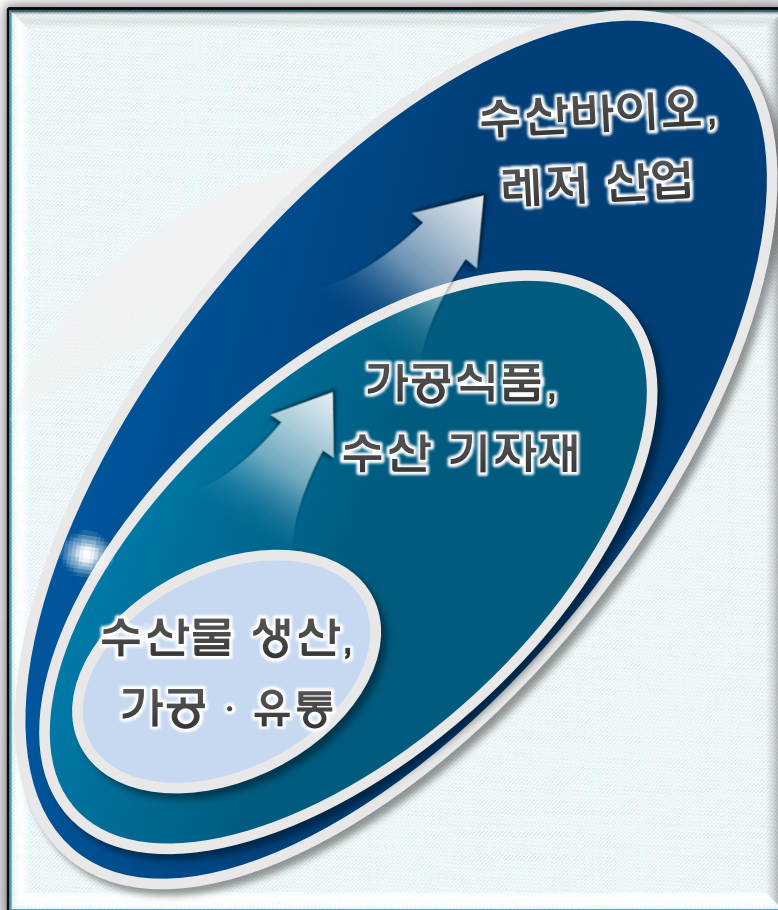 수산바이오,
레저 산업
가공식품,
수산 기자재
수산물 생산,
가공 · 유통